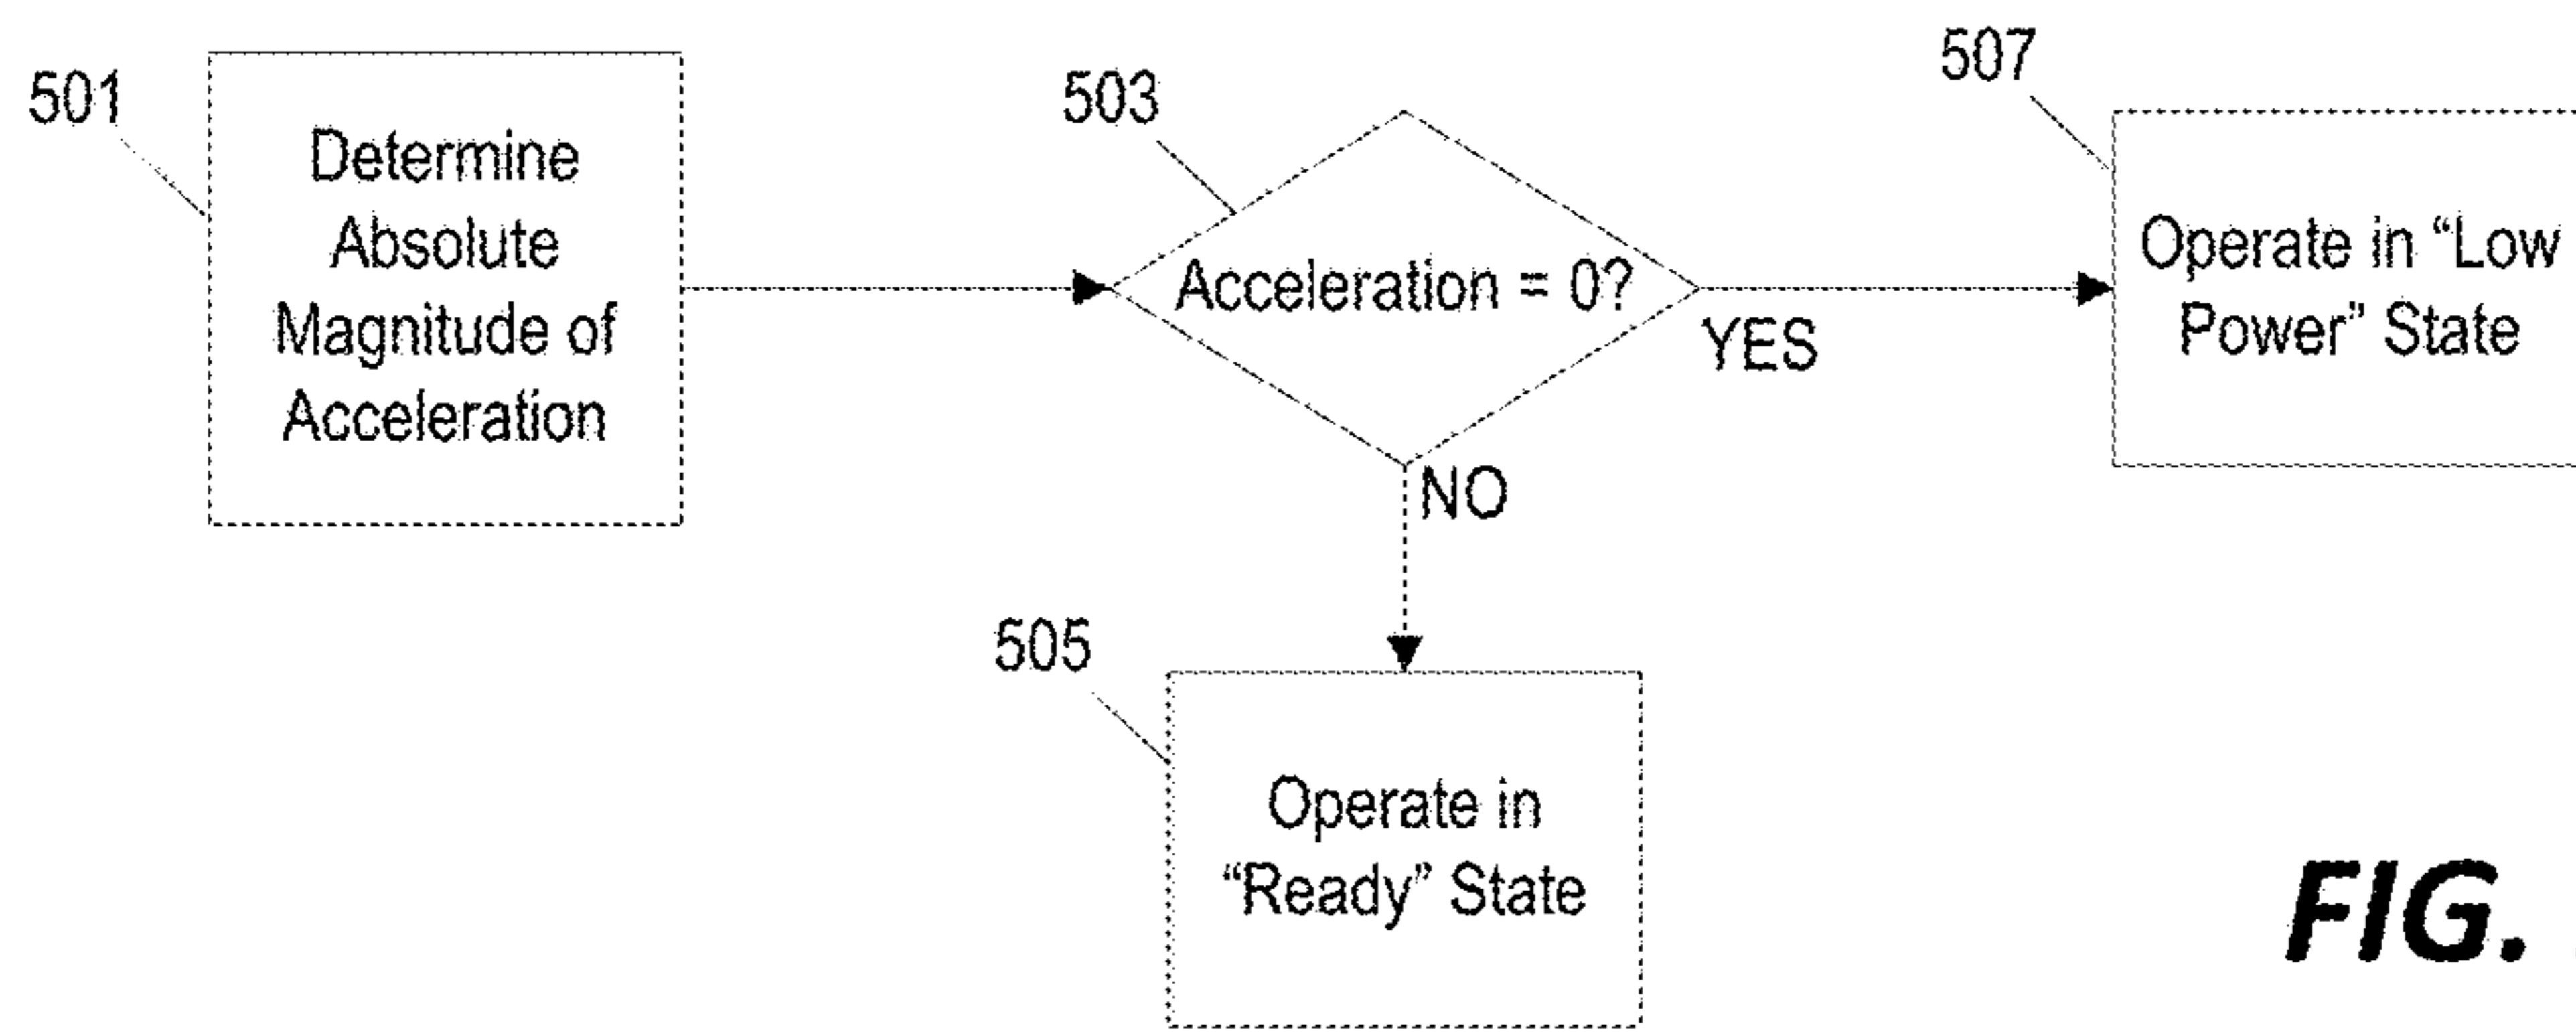 501
Determine
Absolute
Magnitude of
Acceleration
503
Acceleration = 0?
YES
NO
507
Operate in “Low
Power” State
505
Operate in
“Ready” State
FIG.